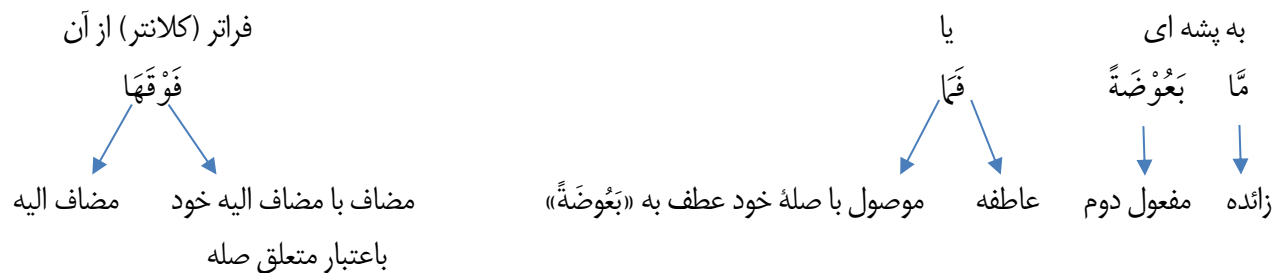 به پشه ای یا فراتر (کلانتر) از آن
مَّا بَعُوْضَةً فَمَا فَوْقَهَا
زائده مفعول دوم عاطفه موصول با صلهٔ خود عطف به «بَعُوضَةً» مضاف با مضاف الیه خود مضاف الیه
باعتبار متعلق صله